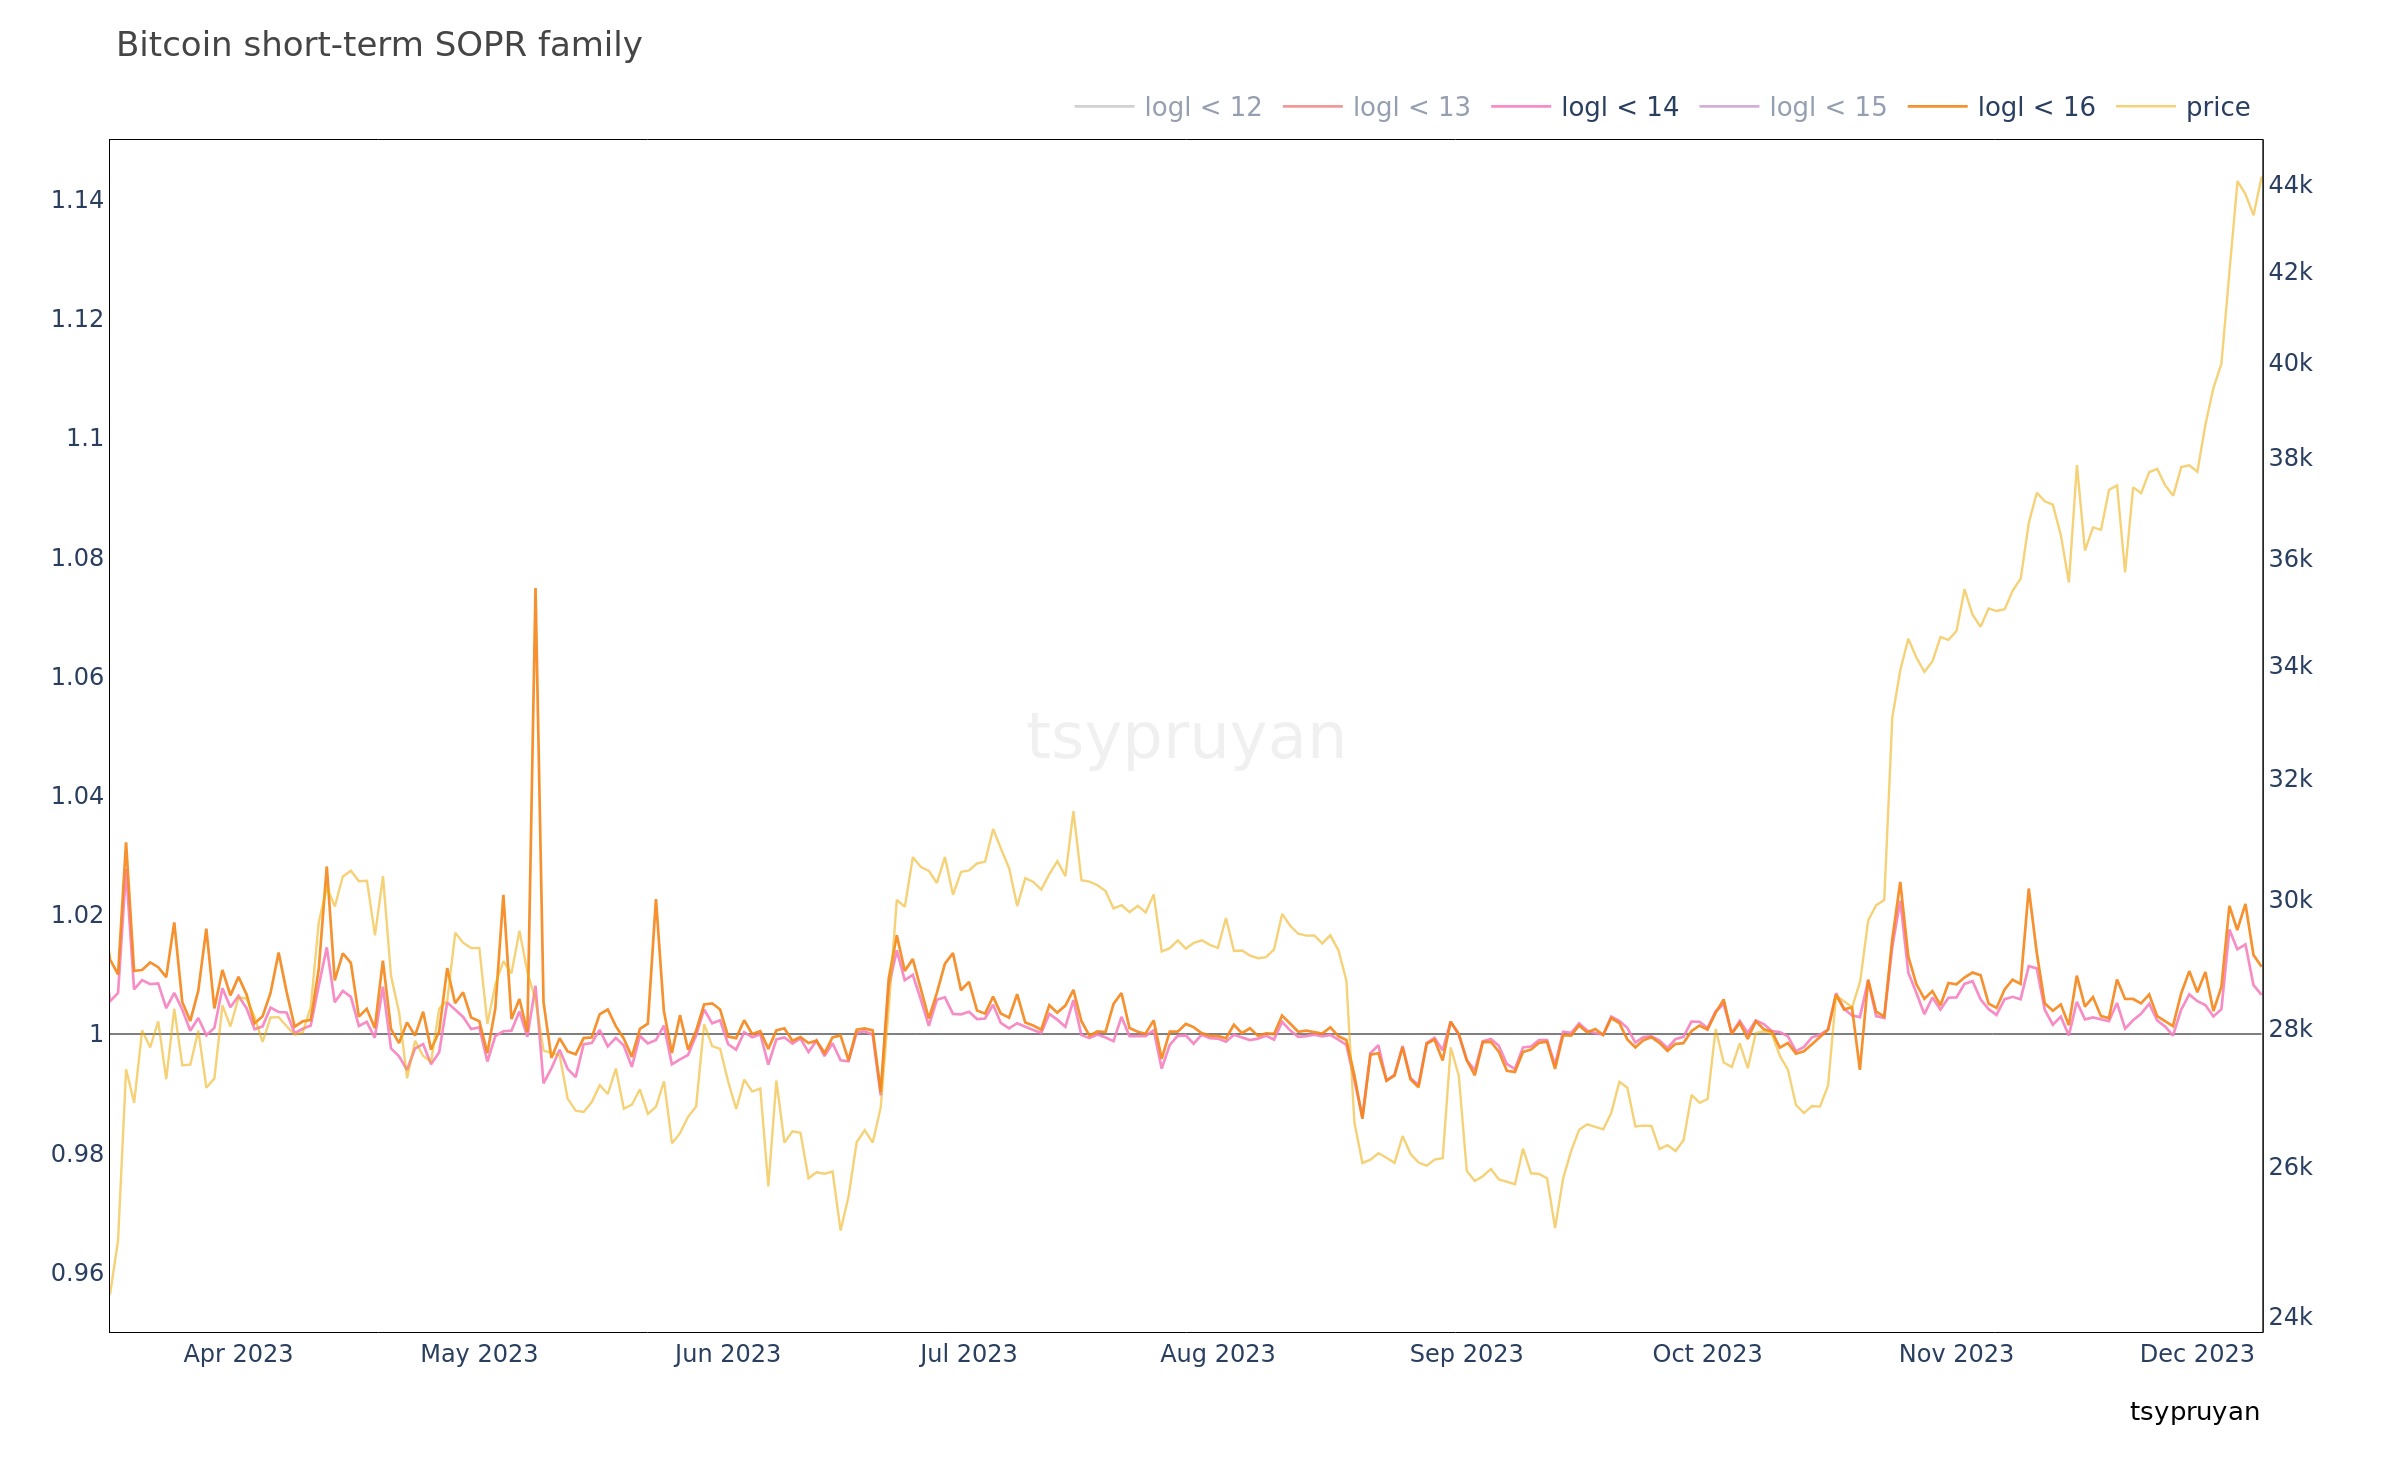 Bitcoin short-term SOPR family
logl < 12 logl < 13 logl < 14 logl < 15 logl < 16 price
1.14 44k
42k
1.12
40k
1.1
38k
1.08 36k
1.06 34k
tsypruyan
1.04 32k
1.02 30k
1 28k
0.98 26k
0.96
24k
Apr 2023 May 2023 Jun 2023 Jul 2023 Aug 2023 Sep 2023 Oct 2023 Nov 2023 Dec 2023
tsypruyan